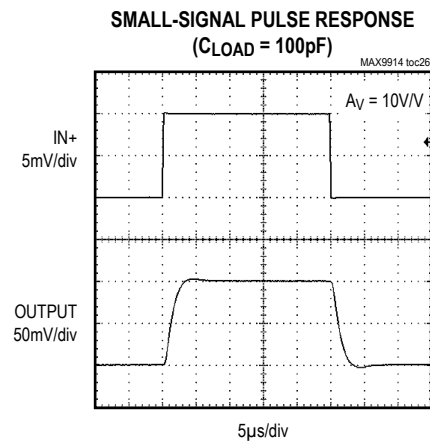 SMALL-SIGNAL PULSE RESPONSE
(CLOAD = 100pF)
MAX9914 toc26
AV = 10V/V
IN+
5mV/div
OUTPUT
50mV/div
5µs/div